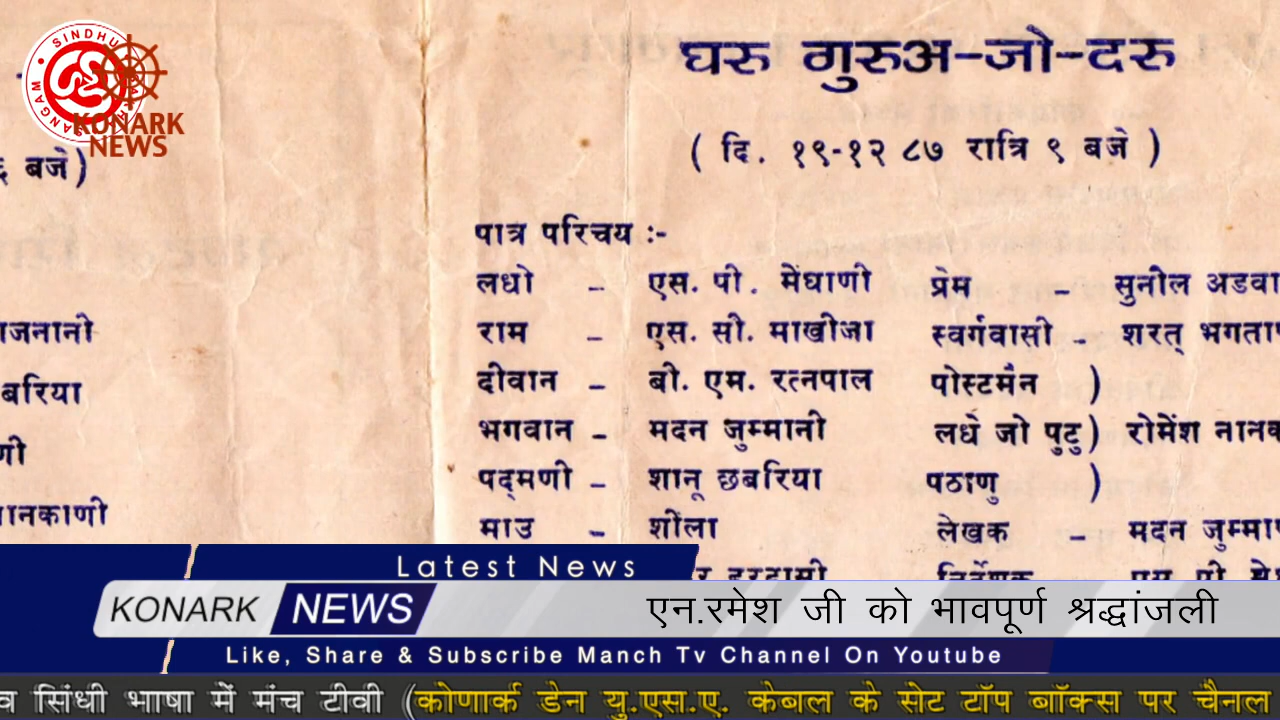 SINDHU
SANGAM
KONARK
NEWS
६ बजे)
घरु गुरुअ-जो-दरु
( दि. १९-१२ ८७ रात्रि ९ बजे )
पात्र परिचय :-
लधो - एस. पी. मेंघाणी प्रेम - सुनील अडवा
राम - एस. सी. माखीजा स्वर्गवासी - शरत् भगता
जनानी
दीवान - बी. एम. रत्नपाल पोस्टमॅन )
बरिया
भगवान - मदन जुम्मानी लधे जो पुटु) रोमेंश नानक
णी
पद्मणी - शानू छबरिया पठाणु )
ानकाणी
माउ - शीला लेखक - मदन जुम्मा
Latest News
KONARK NEWS
एन.रमेश जी को भावपूर्ण श्रद्धांजली
Like, Share & Subscribe Manch Tv Channel On Youtube
व सिंधी भाषा में मंच टीवी (कोणार्क डेन यु.एस.ए. केबल के सेट टॉप बॉक्स पर चैनल